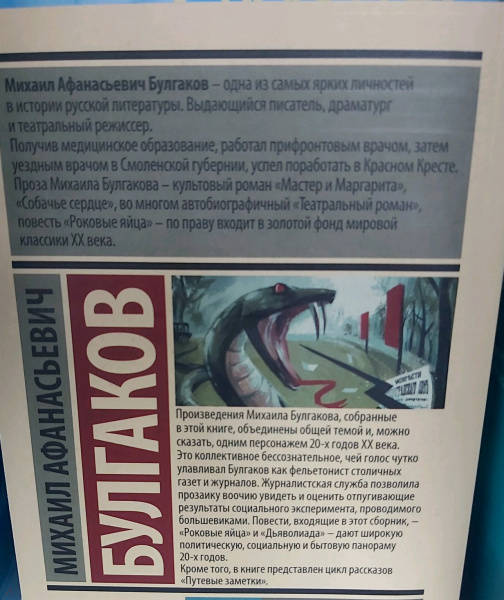 Михаил Афанасьевич Булгаков – одна из самых ярких личностей
в истории русской литературы. Выдающийся писатель, драматург
и театральный режиссер.
Получив медицинское образование, работал прифронтовым врачом, затем
уездным врачом в Смоленской губернии, успел поработать в Красном Кресте.
Проза Михаила Булгакова – культовый роман «Мастер и Маргарита»,
«Собачье сердце», во многом автобиографичный «Театральный роман»,
повесть «Роковые яйца» – по праву входит в золотой фонд мировой
классики XX века.
МИХАИЛ АФАНАСЬЕВИЧ
БУЛГАКОВ
Произведения Михаила Булгакова, собранные
в этой книге, объединены общей темой и, можно
сказать, одним персонажем 20-х годов XX века.
Это коллективное бессознательное, чей голос чутко
улавливал Булгаков как фельетонист столичных
газет и журналов. Журналистская служба позволила
прозаику воочию увидеть и оценить отпугивающие
результаты социального эксперимента, проводимого
большевиками. Повести, входящие в этот сборник, –
«Роковые яйца» и «Дьяволиада» – дают широкую
политическую, социальную и бытовую панораму
20-х годов.
Кроме того, в книге представлен цикл рассказов
«Путевые заметки».